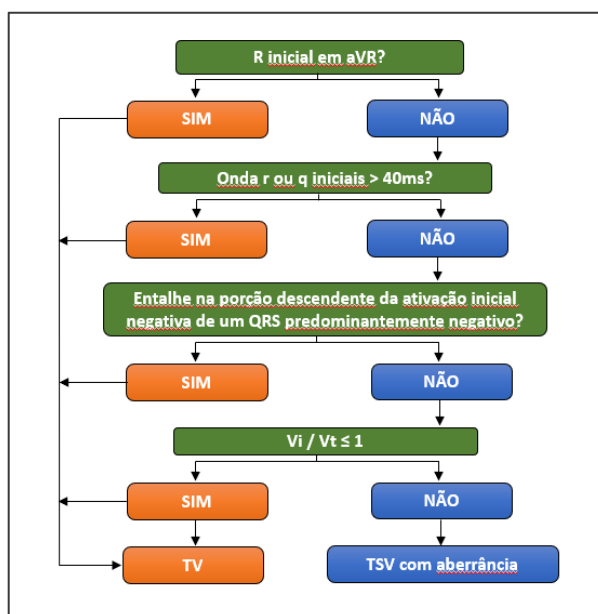 R inicial em aVR?
SIM
NÃO
Onda r ou q iniciais > 40ms?
SIM
NÃO
Entalhe na porção descendente da ativação inicial
negativa de um QRS predominantemente negativo?
SIM
NÃO
Vi / Vt ≤ 1
SIM
NÃO
TV
TSV com aberrância